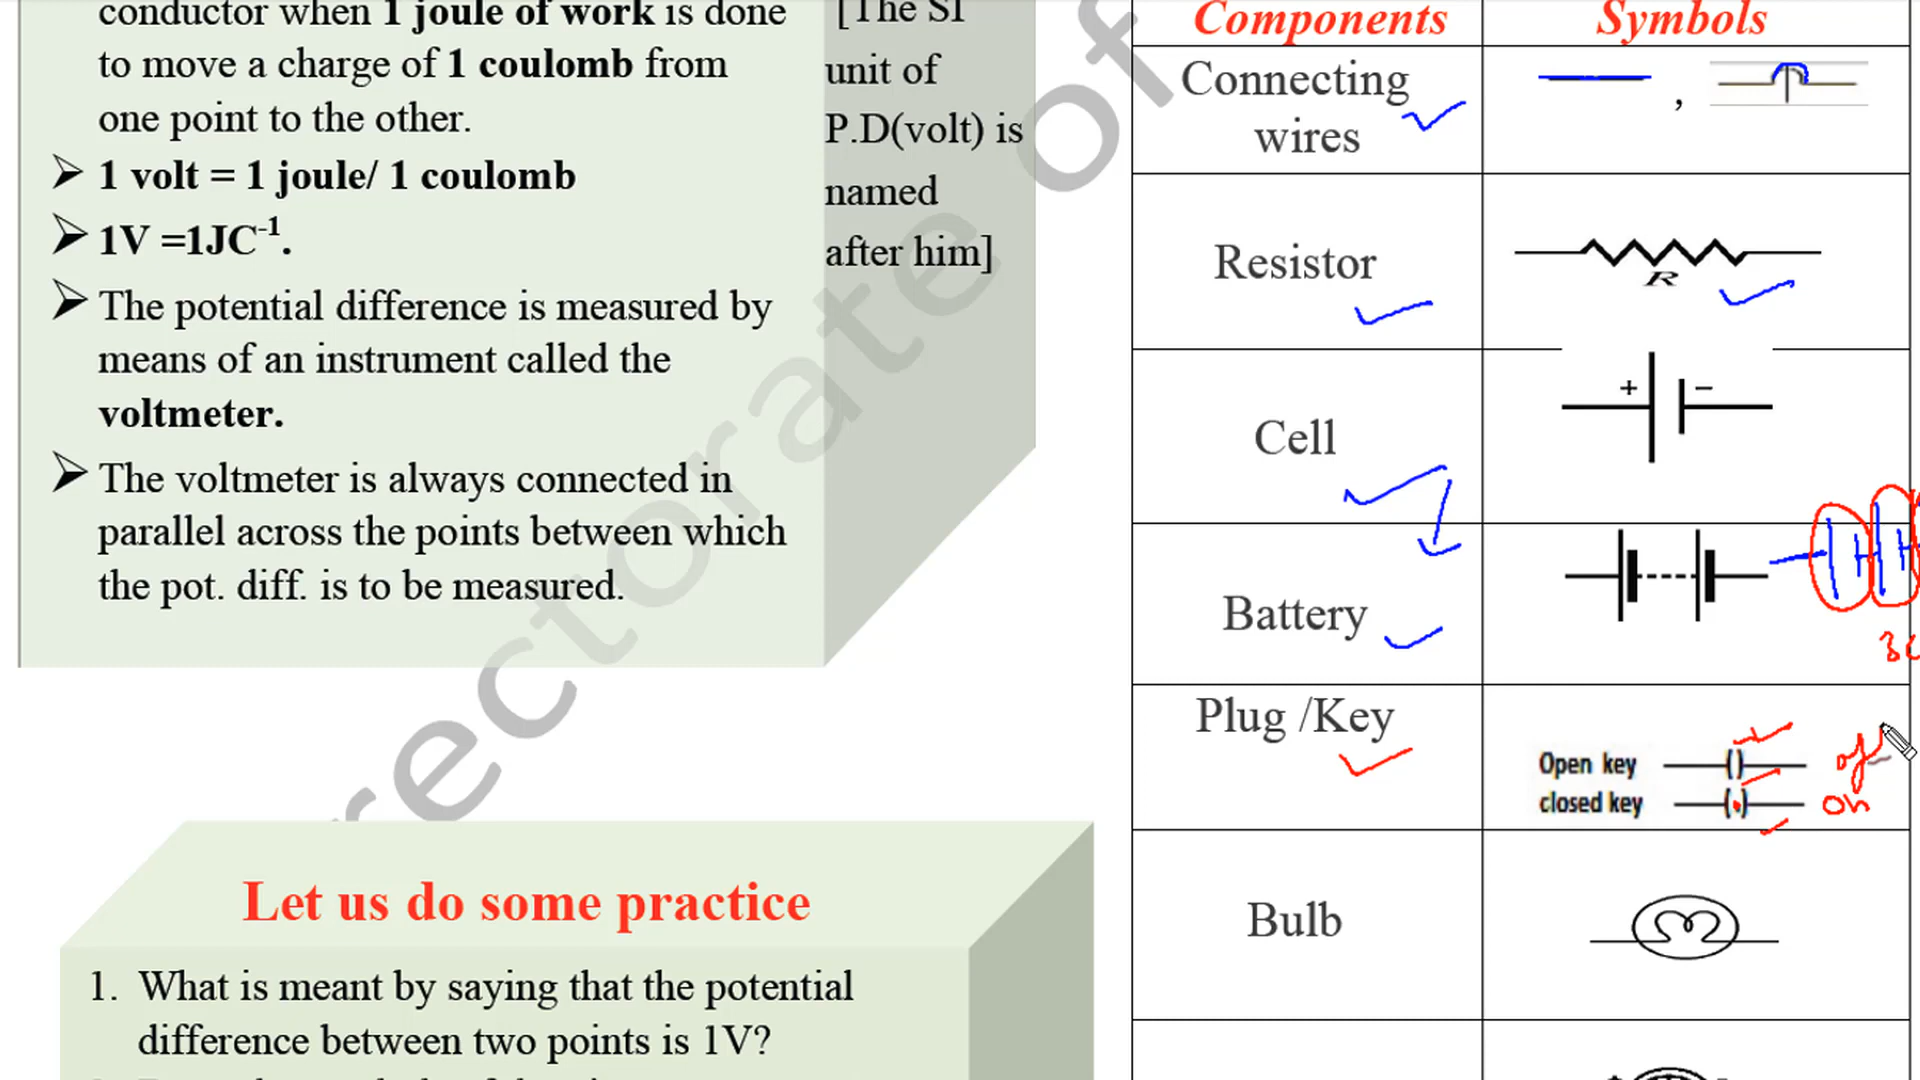 conductor when 1 joule of work is done
to move a charge of 1 coulomb from
one point to the other.
➢ 1 volt = 1 joule/ 1 coulomb
➢ 1V =1JC⁻¹.
➢ The potential difference is measured by
means of an instrument called the
voltmeter.
➢ The voltmeter is always connected in
parallel across the points between which
the pot. diff. is to be measured.
[The SI
unit of
P.D(volt) is
named
after him]
rectorate of
Let us do some practice
1. What is meant by saying that the potential
difference between two points is 1V?
Components Symbols
Connecting
wires
,
Resistor
R
Cell
+ −
Battery
Plug /Key
Open key
closed key
on
Bulb